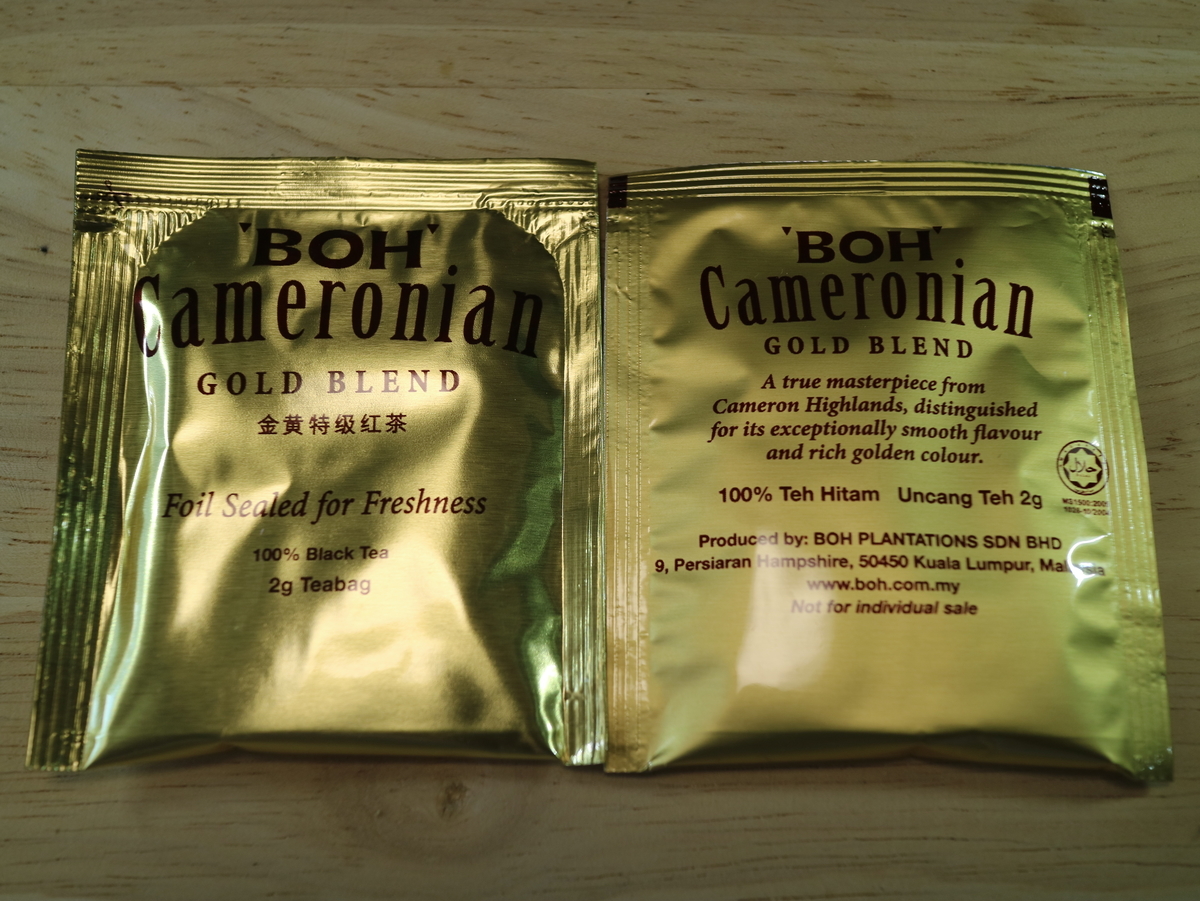 'BOH'
Cameronian
GOLD BLEND
金黄特级红茶
Foil Sealed for Freshness
100% Black Tea
2g Teabag
'BOH'
Cameronian
GOLD BLEND
A true masterpiece from
Cameron Highlands, distinguished
for its exceptionally smooth flavour
and rich golden colour.
100% Teh Hitam Uncang Teh 2g
حلال
Produced by: BOH PLANTATIONS SDN BHD
9, Persiaran Hampshire, 50450 Kuala Lumpur, Malaysia
www.boh.com.my
Not for individual sale